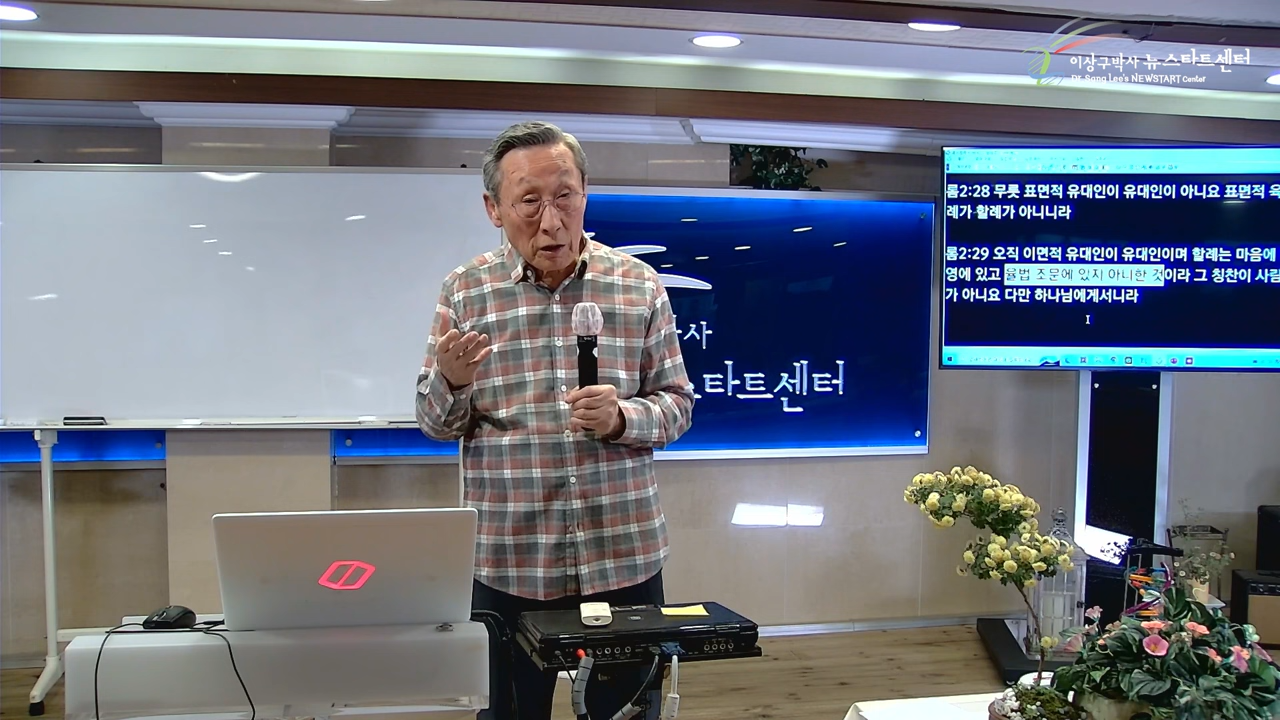 이상구박사 뉴스타트센터
Dr. Sang Lee's NEWSTART Center
롬2:28 무릇 표면적 유대인이 유대인이 아니요 표면적 육
례가 할례가 아니니라
롬2:29 오직 이면적 유대인이 유대인이며 할례는 마음에
영에 있고 율법 조문에 있지 아니한 것이라 그 칭찬이 사람
가 아니요 다만 하나님에게서니라
사
스타트센터